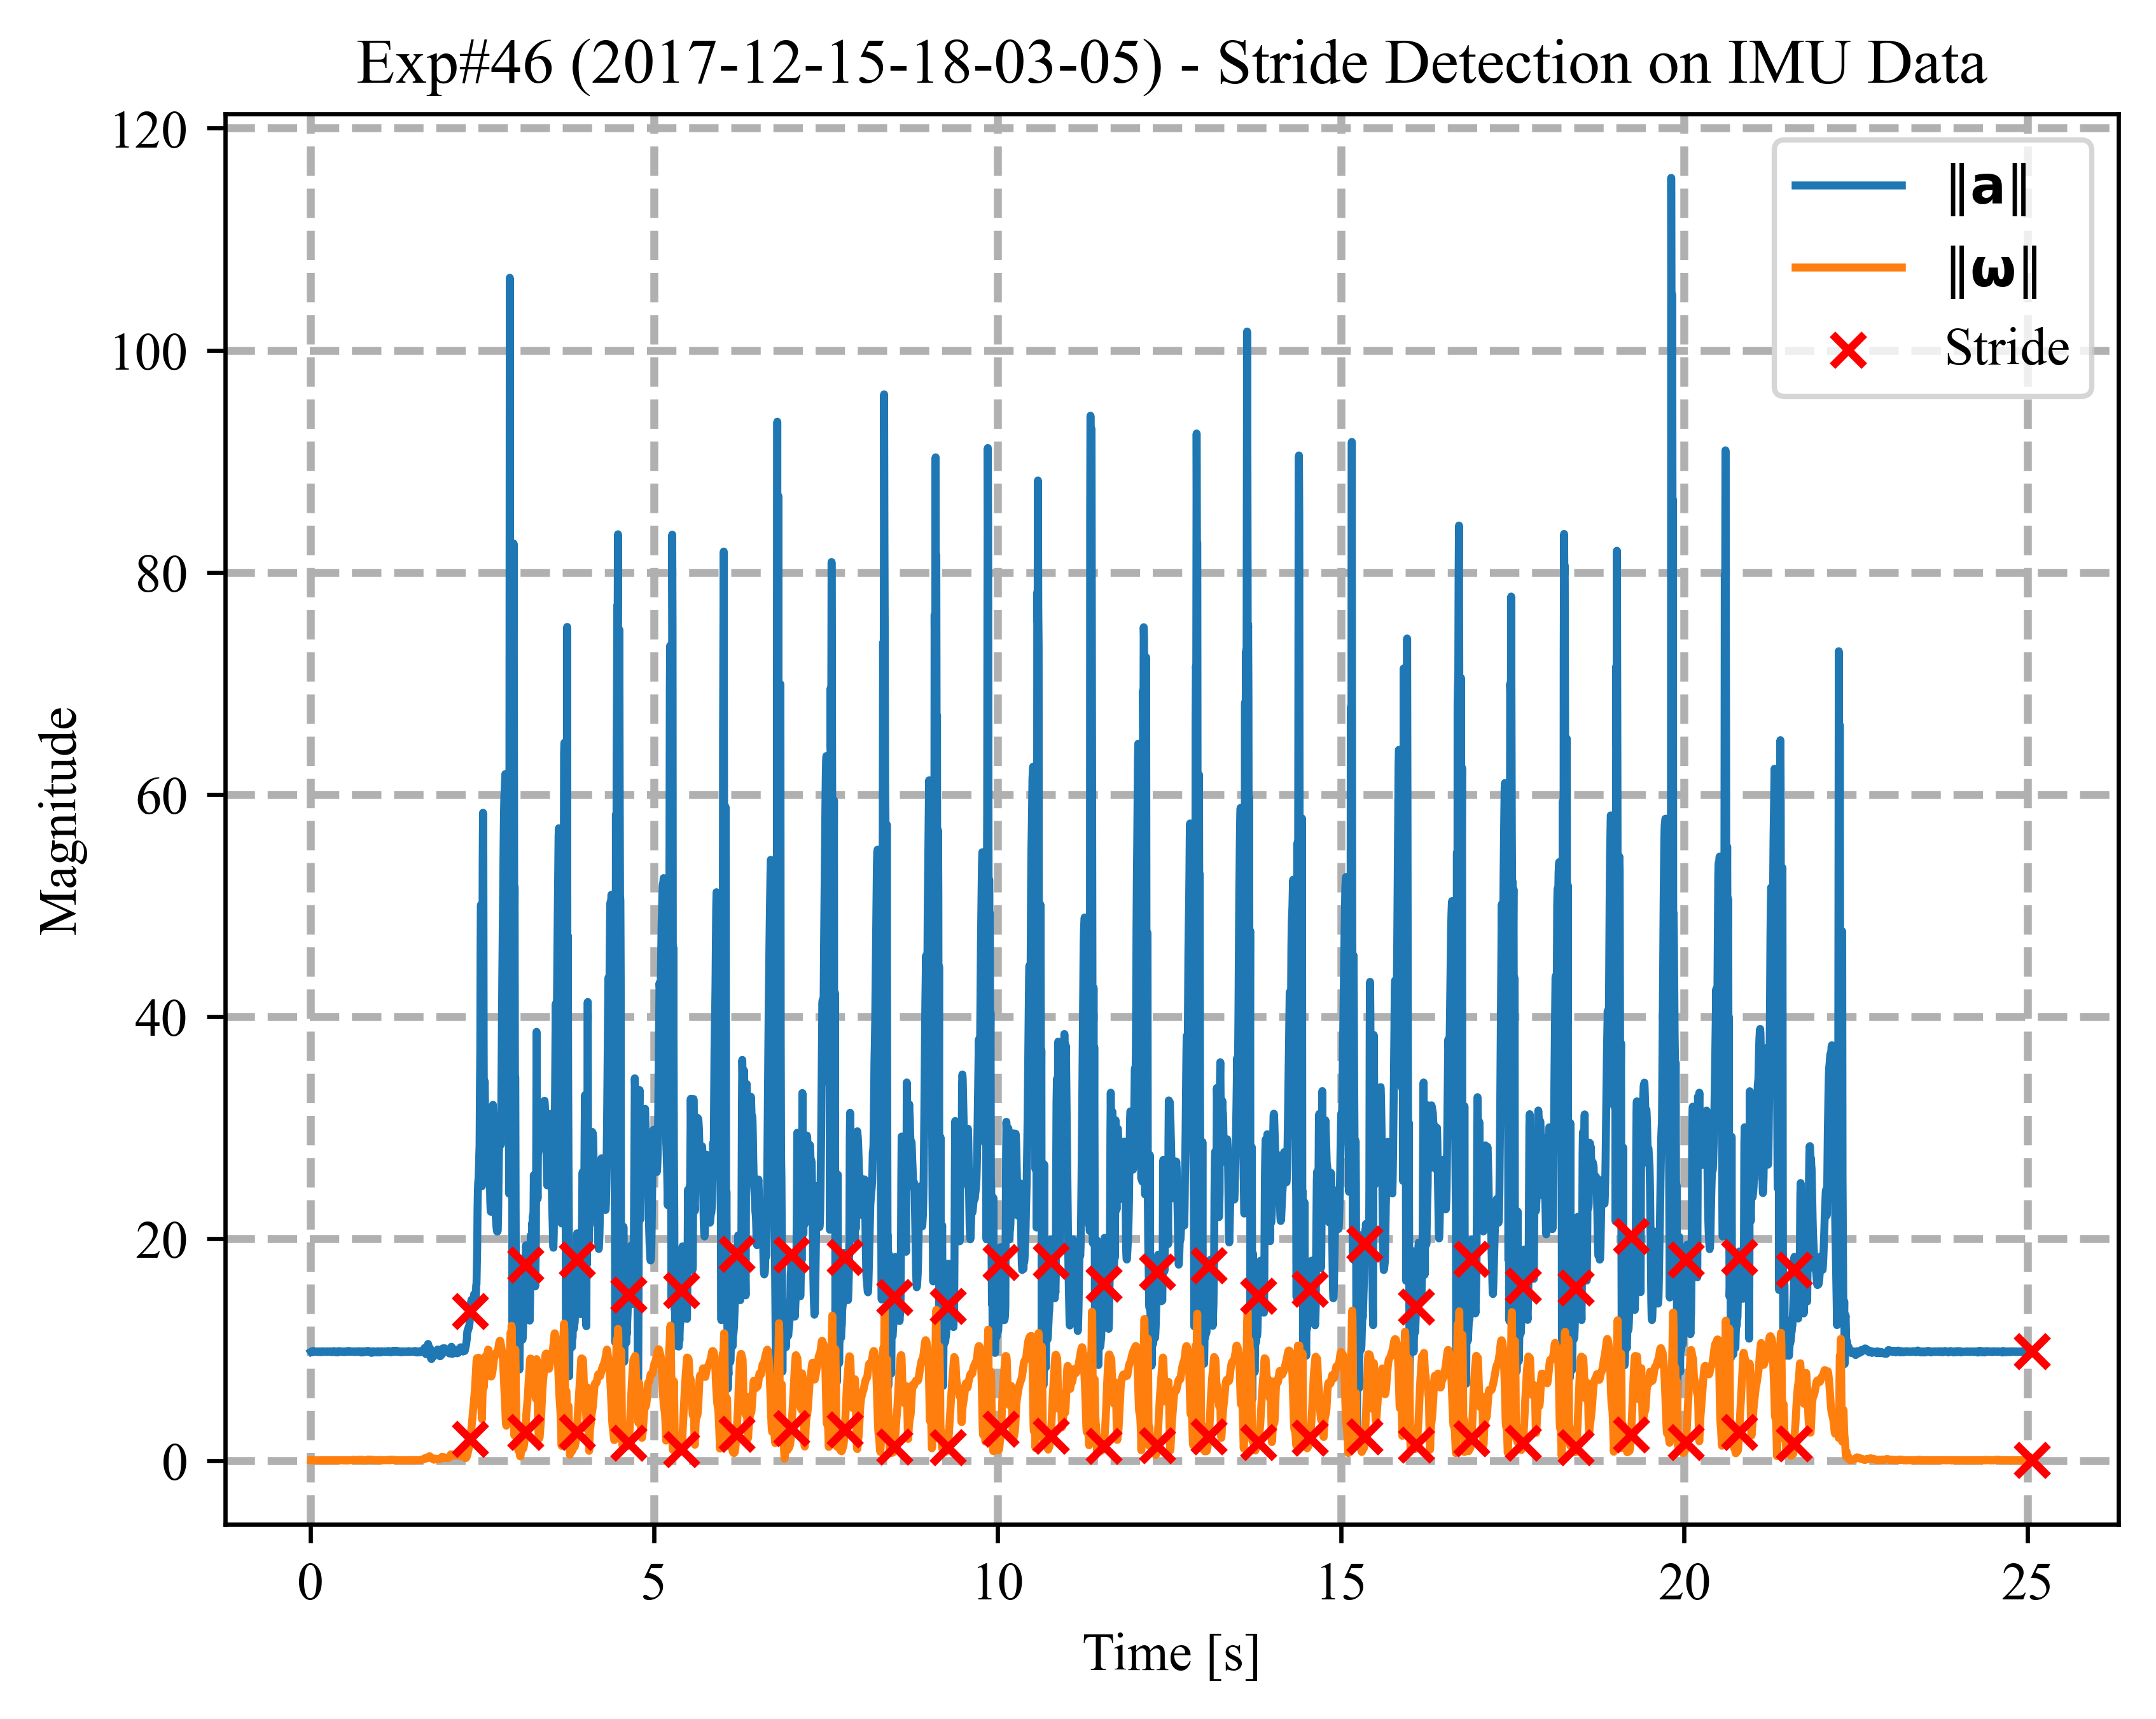 Exp#46 (2017-12-15-18-03-05) - Stride Detection on IMU Data
120
100
80
60
40
20
0
Magnitude
‖a‖
‖ω‖
Stride
0 5 10 15 20 25
Time [s]